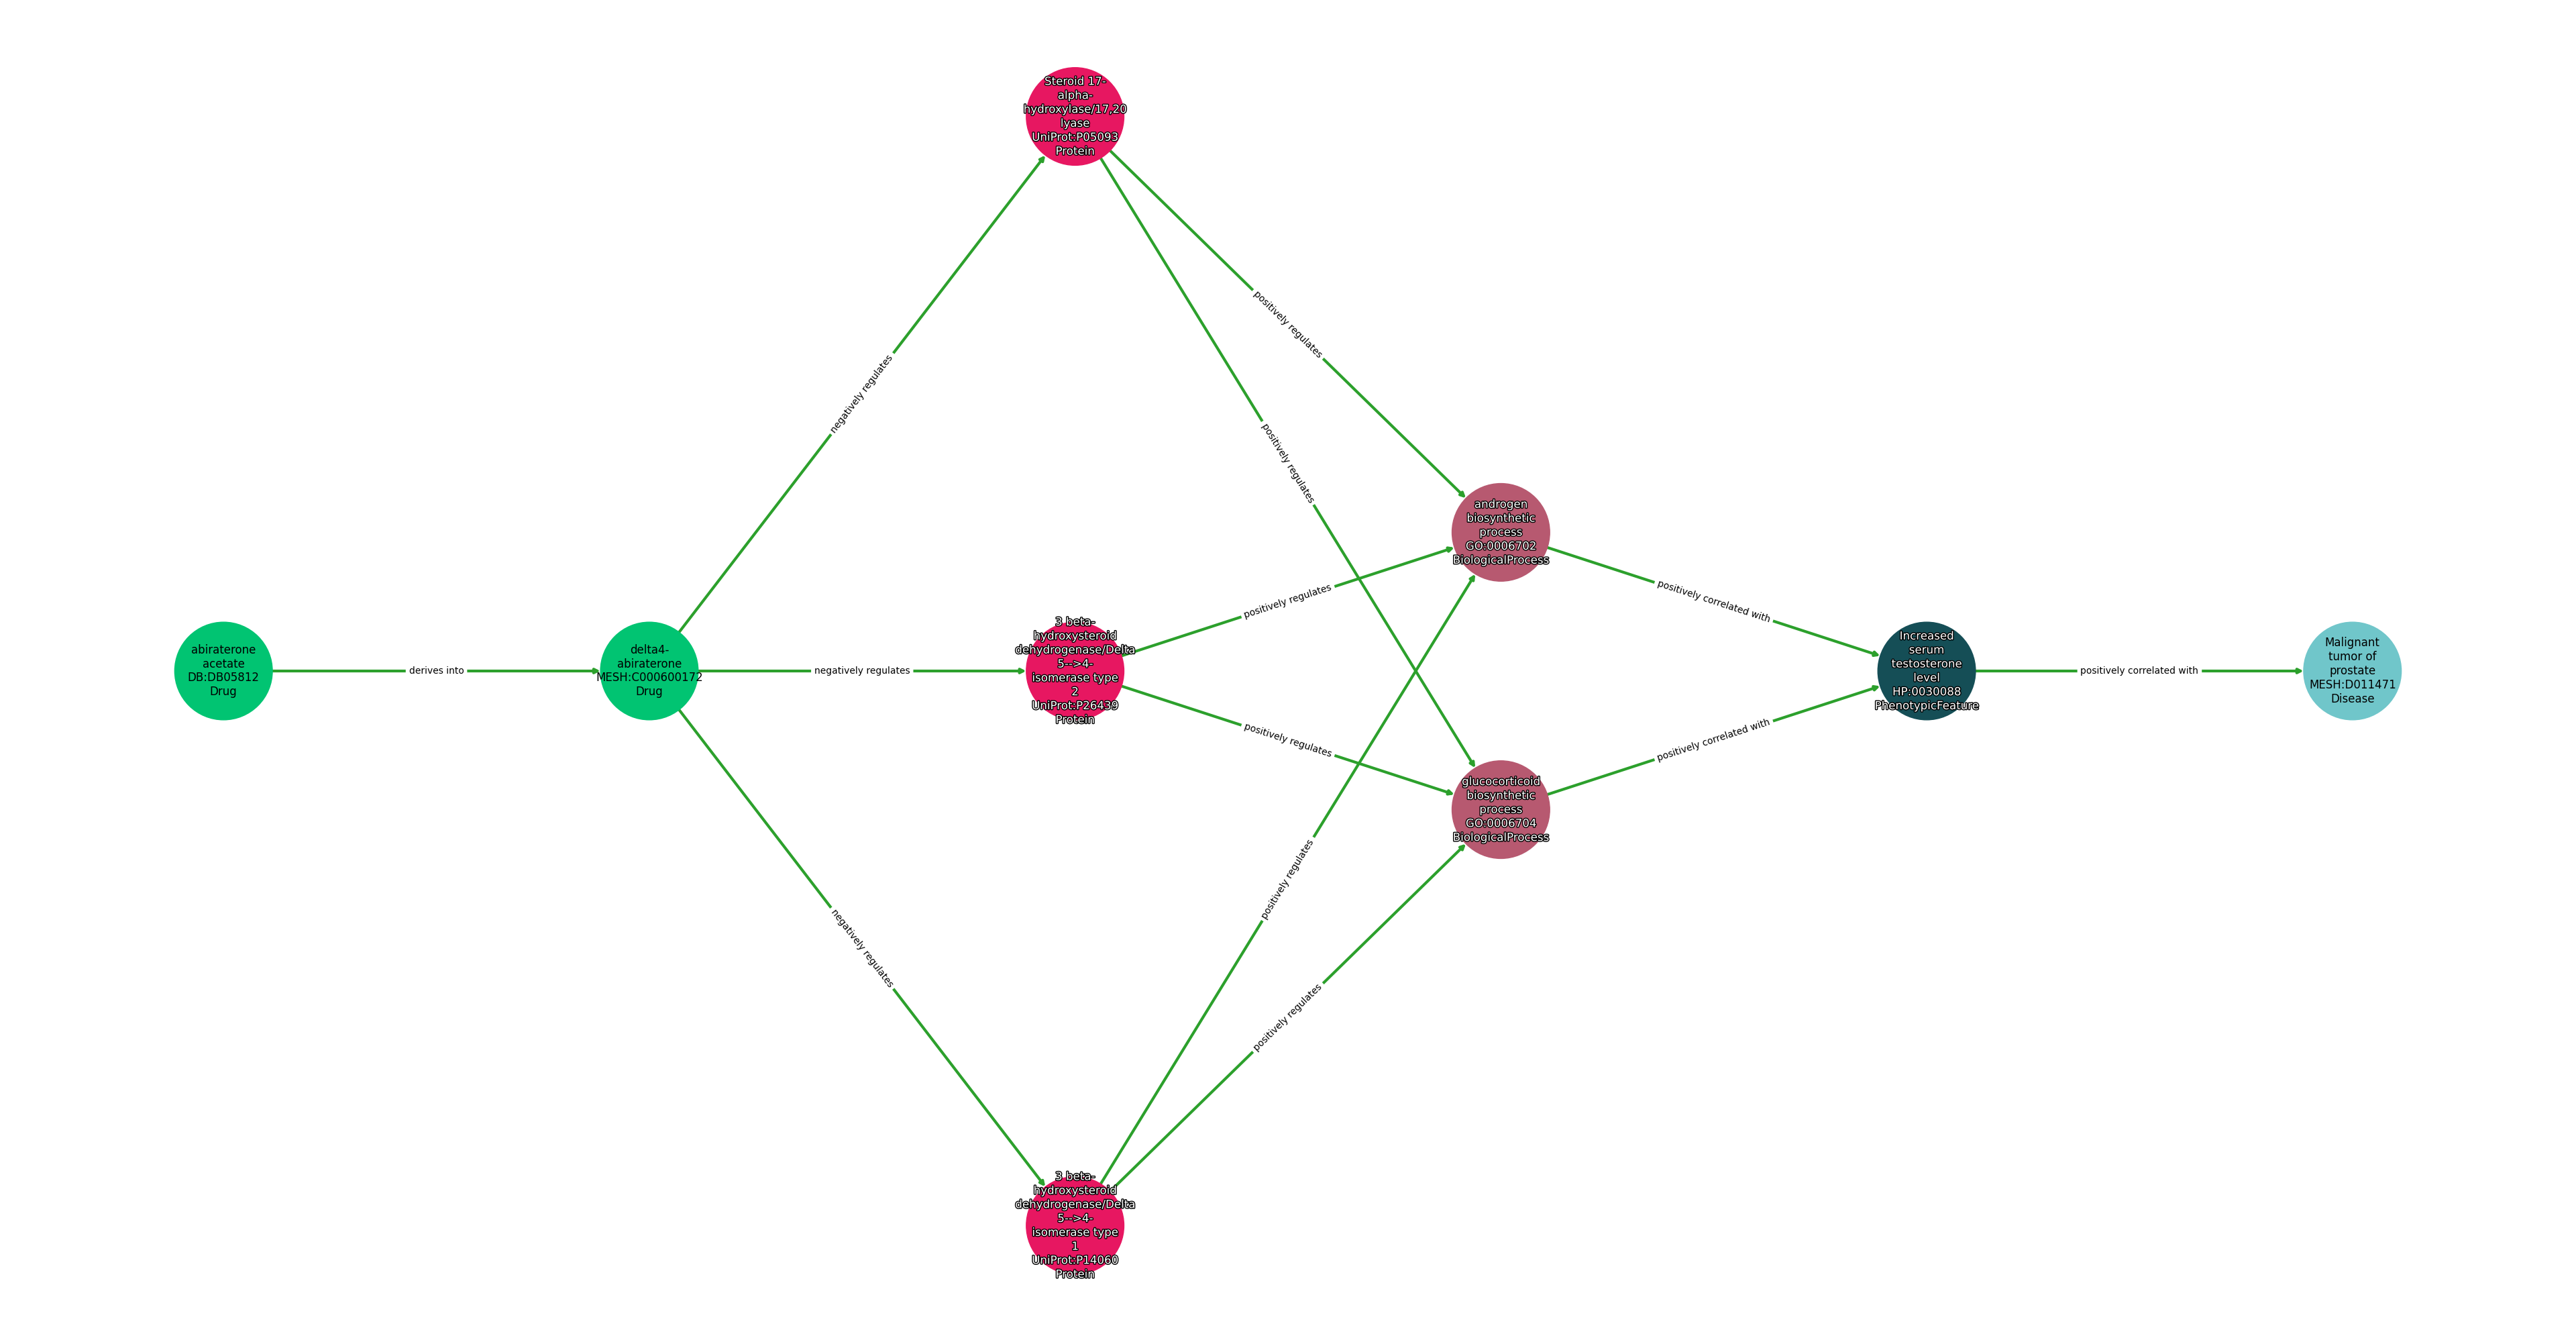 Steroid 17-
alpha-
hydroxylase/17,20
lyase
UniProt:P05093
Protein
positively regulates
negatively regulates
positively regulates
androgen
biosynthetic
process
GO:0006702
BiologicalProcess
positively regulates
positively correlated with
abiraterone
acetate
DB:DB05812
Drug
derives into
delta4-
abiraterone
MESH:C000600172
Drug
negatively regulates
3 beta-
hydroxysteroid
dehydrogenase/Delta
5-->4-
isomerase type
2
UniProt:P26439
Protein
Increased
serum
testosterone
level
HP:0030088
PhenotypicFeature
positively correlated with
Malignant
tumor of
prostate
MESH:D011471
Disease
positively regulates
positively correlated with
glucocorticoid
biosynthetic
process
GO:0006704
BiologicalProcess
positively regulates
negatively regulates
positively regulates
3 beta-
hydroxysteroid
dehydrogenase/Delta
5-->4-
isomerase type
1
UniProt:P14060
Protein